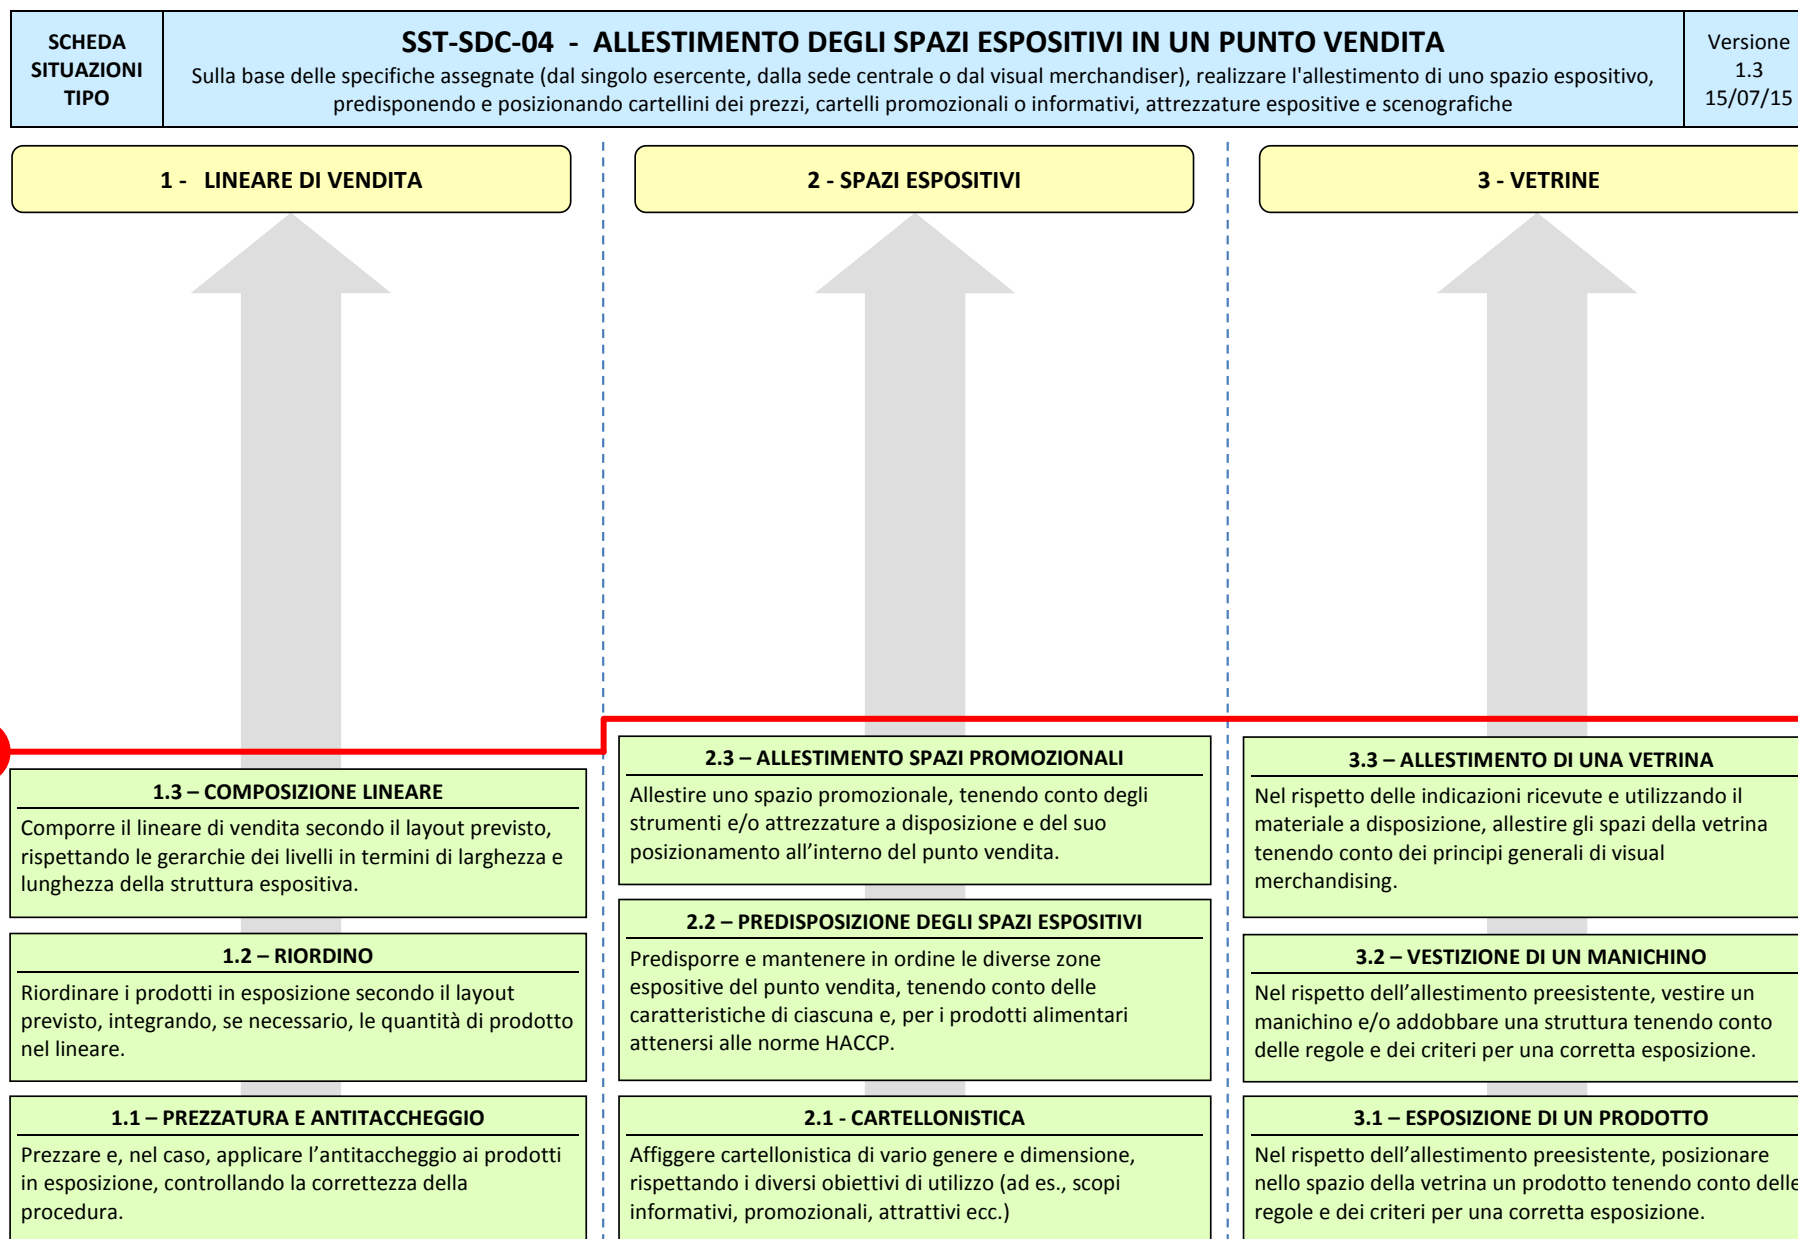 SCHEDA
SITUAZIONI
TIPO
SST-SDC-04 - ALLESTIMENTO DEGLI SPAZI ESPOSITIVI IN UN PUNTO VENDITA
Sulla base delle specifiche assegnate (dal singolo esercente, dalla sede centrale o dal visual merchandiser), realizzare l'allestimento di uno spazio espositivo,
predisponendo e posizionando cartellini dei prezzi, cartelli promozionali o informativi, attrezzature espositive e scenografiche
Versione
1.3
15/07/15
1 - LINEARE DI VENDITA
2 - SPAZI ESPOSITIVI
3 - VETRINE
1.3 – COMPOSIZIONE LINEARE
Comporre il lineare di vendita secondo il layout previsto,
rispettando le gerarchie dei livelli in termini di larghezza e
lunghezza della struttura espositiva.
1.2 – RIORDINO
Riordinare i prodotti in esposizione secondo il layout
previsto, integrando, se necessario, le quantità di prodotto
nel lineare.
1.1 – PREZZATURA E ANTITACCHEGGIO
Prezzare e, nel caso, applicare l’antitaccheggio ai prodotti
in esposizione, controllando la correttezza della
procedura.
2.3 – ALLESTIMENTO SPAZI PROMOZIONALI
Allestire uno spazio promozionale, tenendo conto degli
strumenti e/o attrezzature a disposizione e del suo
posizionamento all’interno del punto vendita.
2.2 – PREDISPOSIZIONE DEGLI SPAZI ESPOSITIVI
Predisporre e mantenere in ordine le diverse zone
espositive del punto vendita, tenendo conto delle
caratteristiche di ciascuna e, per i prodotti alimentari
attenersi alle norme HACCP.
2.1 - CARTELLONISTICA
Affiggere cartellonistica di vario genere e dimensione,
rispettando i diversi obiettivi di utilizzo (ad es., scopi
informativi, promozionali, attrattivi ecc.)
3.3 – ALLESTIMENTO DI UNA VETRINA
Nel rispetto delle indicazioni ricevute e utilizzando il
materiale a disposizione, allestire gli spazi della vetrina
tenendo conto dei principi generali di visual
merchandising.
3.2 – VESTIZIONE DI UN MANICHINO
Nel rispetto dell’allestimento preesistente, vestire un
manichino e/o addobbare una struttura tenendo conto
delle regole e dei criteri per una corretta esposizione.
3.1 – ESPOSIZIONE DI UN PRODOTTO
Nel rispetto dell’allestimento preesistente, posizionare
nello spazio della vetrina un prodotto tenendo conto delle
regole e dei criteri per una corretta esposizione.